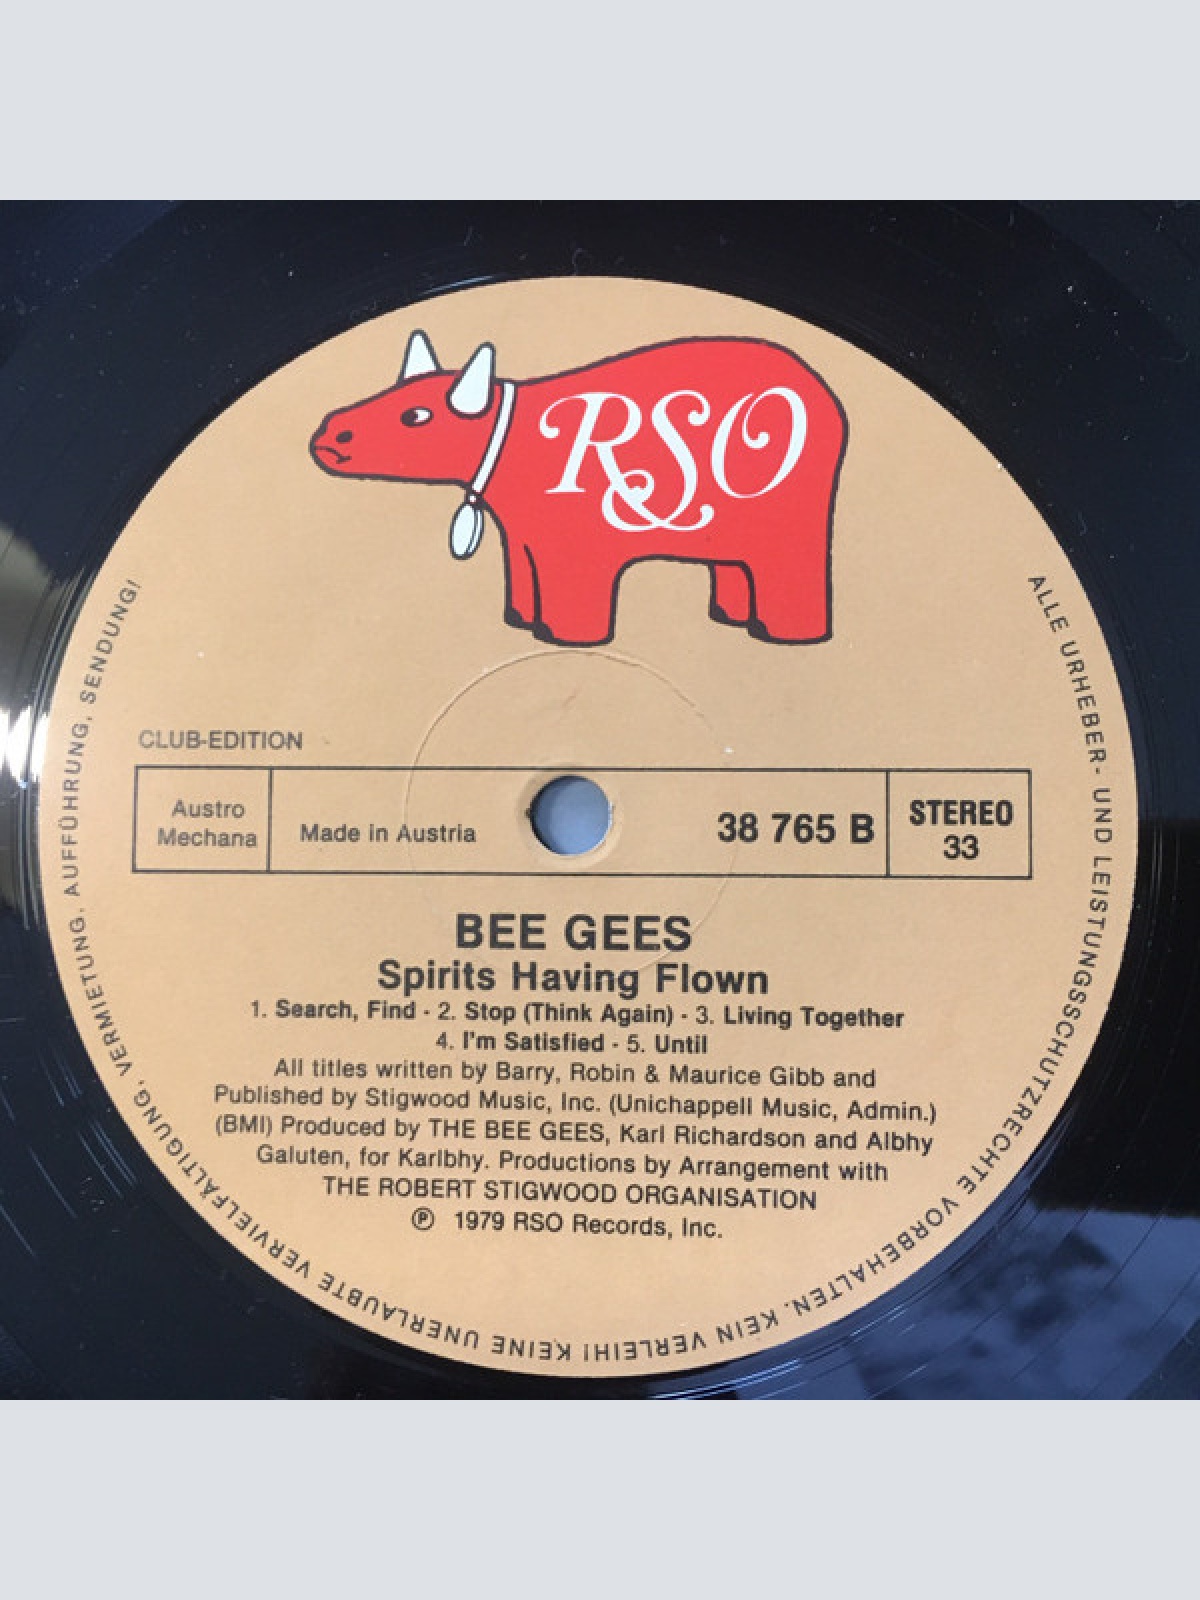 RSO
CLUB-EDITION
Austro
Mechana
Made in Austria
38 765 B
STEREO
33
BEE GEES
Spirits Having Flown
1. Search, Find · 2. Stop (Think Again) · 3. Living Together
4. I'm Satisfied · 5. Until
All titles written by Barry, Robin & Maurice Gibb and
Published by Stigwood Music, Inc. (Unichappell Music, Admin.)
(BMI) Produced by THE BEE GEES, Karl Richardson and Albhy
Galuten, for Karlbhy. Productions by Arrangement with
THE ROBERT STIGWOOD ORGANISATION
Ⓟ 1979 RSO Records, Inc.
ALLE URHEBER- UND LEISTUNGSSCHUTZRECHTE VORBEHALTEN. KEIN VERLEIH! KEINE UNERLAUBTE VERVIELFÄLTIGUNG, VERMIETUNG, AUFFÜHRUNG, SENDUNG!